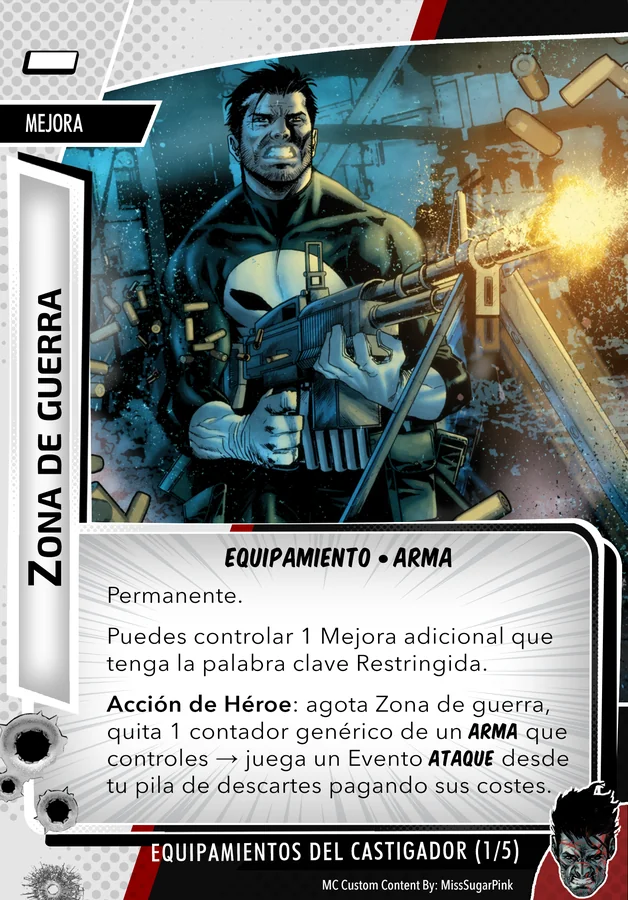 MEJORA
ZONA DE GUERRA
EQUIPAMIENTO • ARMA
Permanente.
Puedes controlar 1 Mejora adicional que
tenga la palabra clave Restringida.
Acción de Héroe: agota Zona de guerra,
quita 1 contador genérico de un ARMA que
controles → juega un Evento ATAQUE desde
tu pila de descartes pagando sus costes.
EQUIPAMIENTOS DEL CASTIGADOR (1/5)
MC Custom Content By: MissSugarPink